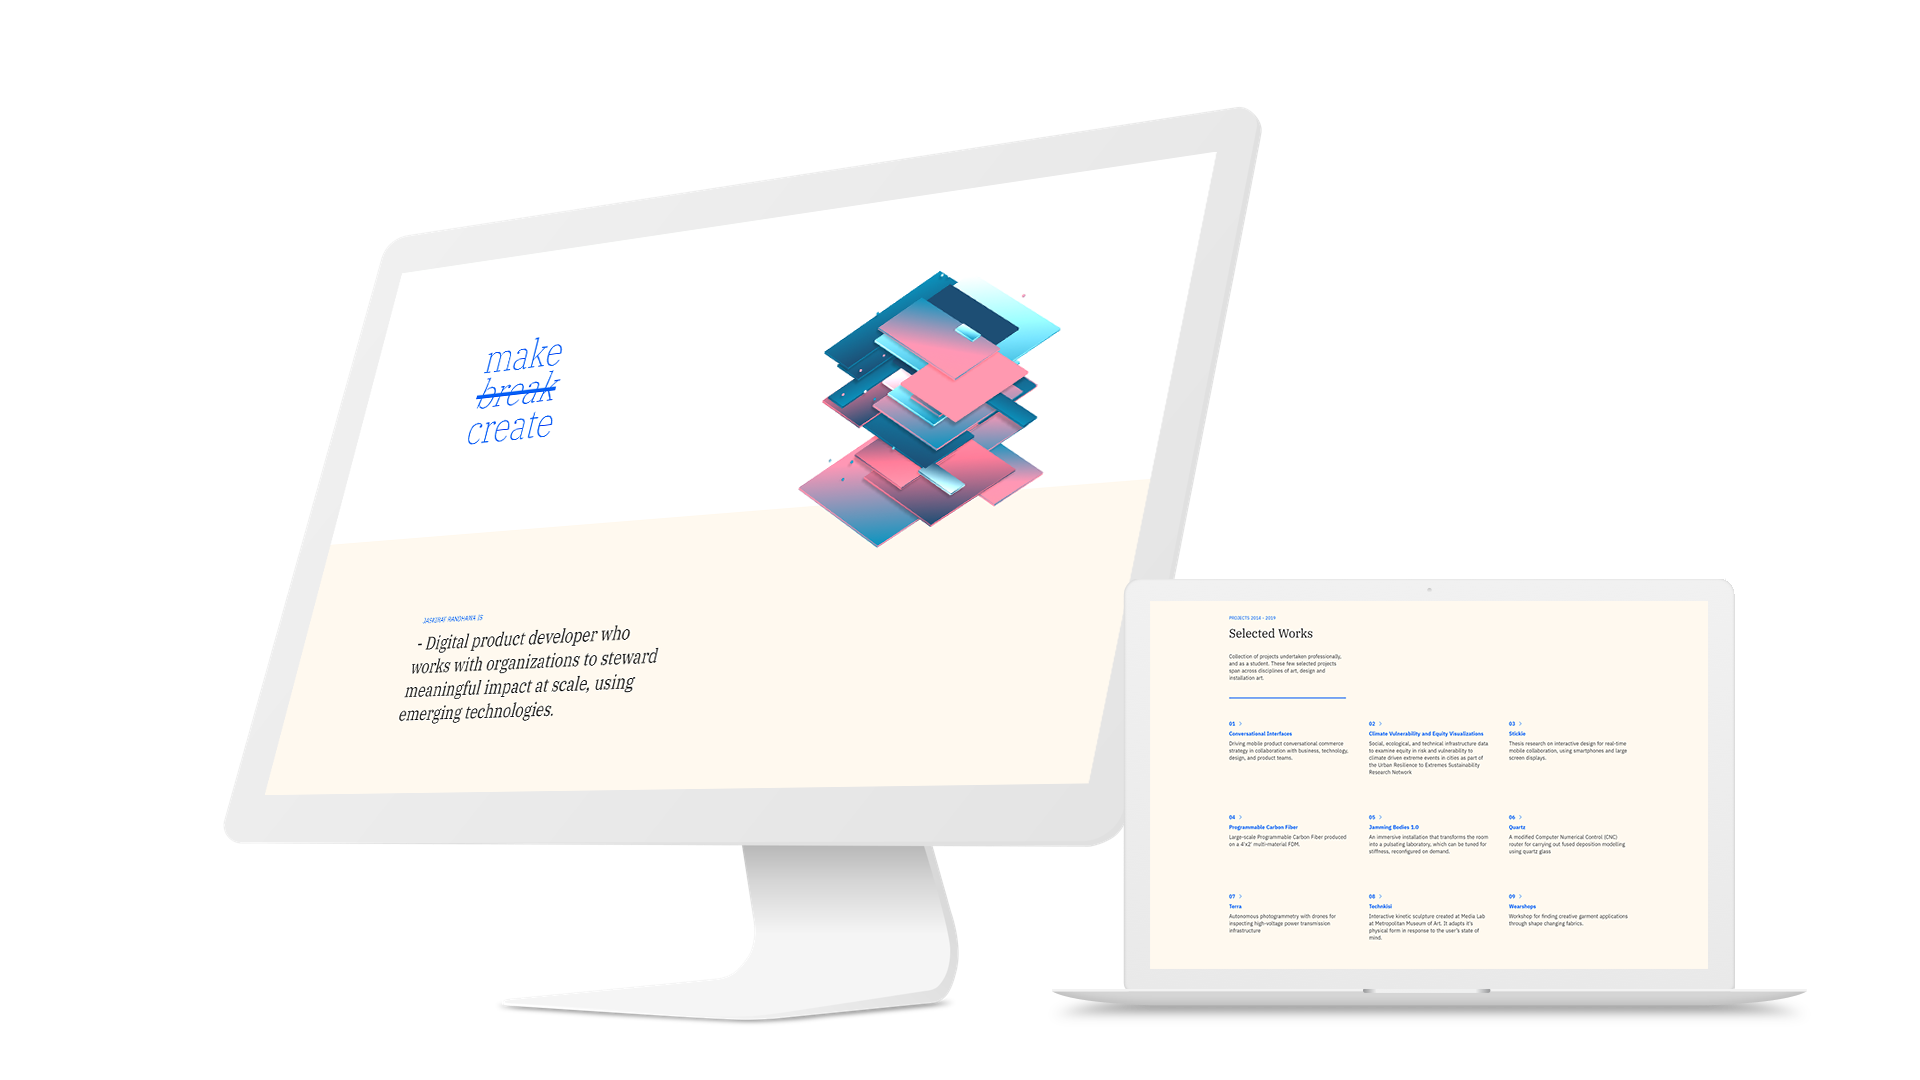 make
break
create
JASKIRAT RANDHAWA IS
- Digital product developer who
works with organizations to steward
meaningful impact at scale, using
emerging technologies.
PROJECTS 2018 - 2019
Selected Works
Collection of projects undertaken professionally,
and as a student. These few selected projects
span across disciplines of art, design and
installation art.
01 >
Conversational Interfaces
Driving mobile product conversational commerce
strategy in collaboration with business, technology,
design, and product teams.
02 >
Climate Vulnerability and Equity Visualizations
Social, ecological, and technical infrastructure data
to examine equity in risk and vulnerability to
climate driven extreme events in cities as part of
the Urban Resilience to Extremes Sustainability
Research Network
03 >
Stickie
Thesis research on interactive design for real-time
mobile collaboration, using smartphones and large
screen displays.
04 >
Programmable Carbon Fiber
Large-scale Programmable Carbon Fiber produced
on a 4'x2' multi-material FDM.
05 >
Jamming Bodies 1.0
An immersive installation that transforms the room
into a pulsating laboratory, which can be tuned for
stiffness, reconfigured on demand.
06 >
Quartz
A modified Computer Numerical Control (CNC)
router for carrying out fused deposition modelling
using quartz glass
07 >
Terra
Autonomous photogrammetry with drones for
inspecting high-voltage power transmission
infrastructure
08 >
Technkisi
Interactive kinetic sculpture created at Media Lab
at Metropolitan Museum of Art. It adapts it's
physical form in response to the user's state of
mind.
09 >
Wearshops
Workshop for finding creative garment applications
through shape changing fabrics.